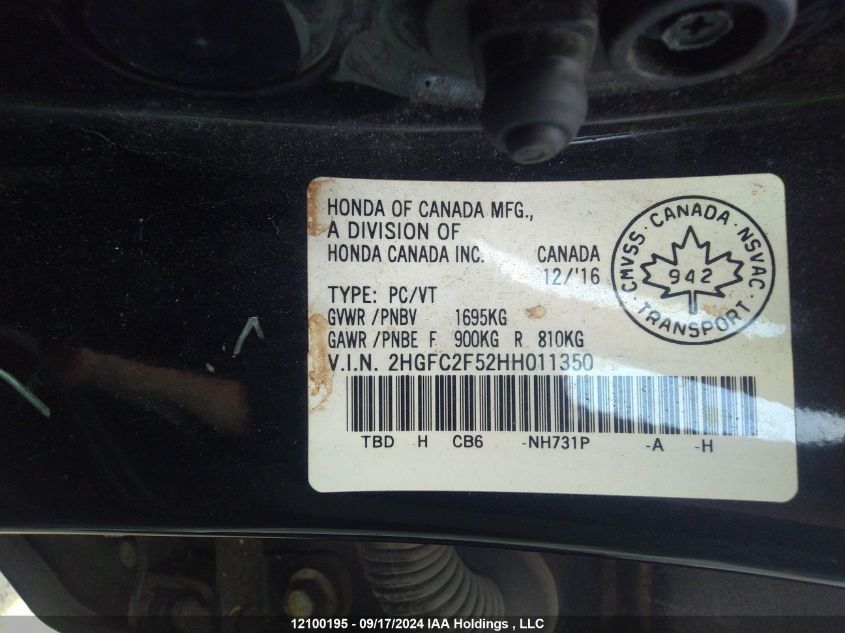 HONDA OF CANADA MFG.,
A DIVISION OF
HONDA CANADA INC. CANADA
12/'16
TYPE: PC/VT
GVWR /PNBV 1695KG
GAWR /PNBE F 900KG R 810KG
V.I.N. 2HGFC2F52HH011350
TBD H CB6 -NH731P -A -H
CMVSS · CANADA · NSVAC
942
· TRANSPORT ·
12100195 - 09/17/2024 IAA Holdings , LLC